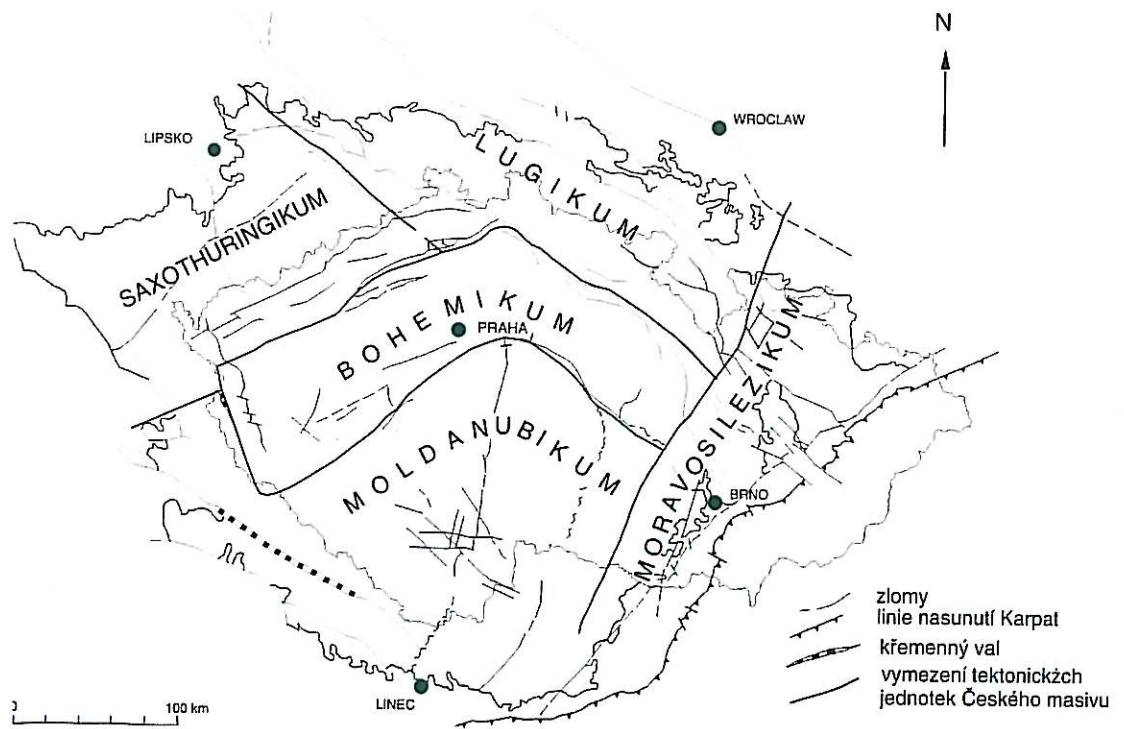 N
WROCLAW
LIPSKO
LUGIKUM
SAXOTHURINGIKUM
BOHEMIKUM
PRAHA
MORAVOSILEZIKUM
MOLDANUBIKUM
BRNO
LINEC
zlomy
linie nasunutí Karpat
křemenný val
vymezení tektonickžch
jednotek Českého masivu
100 km